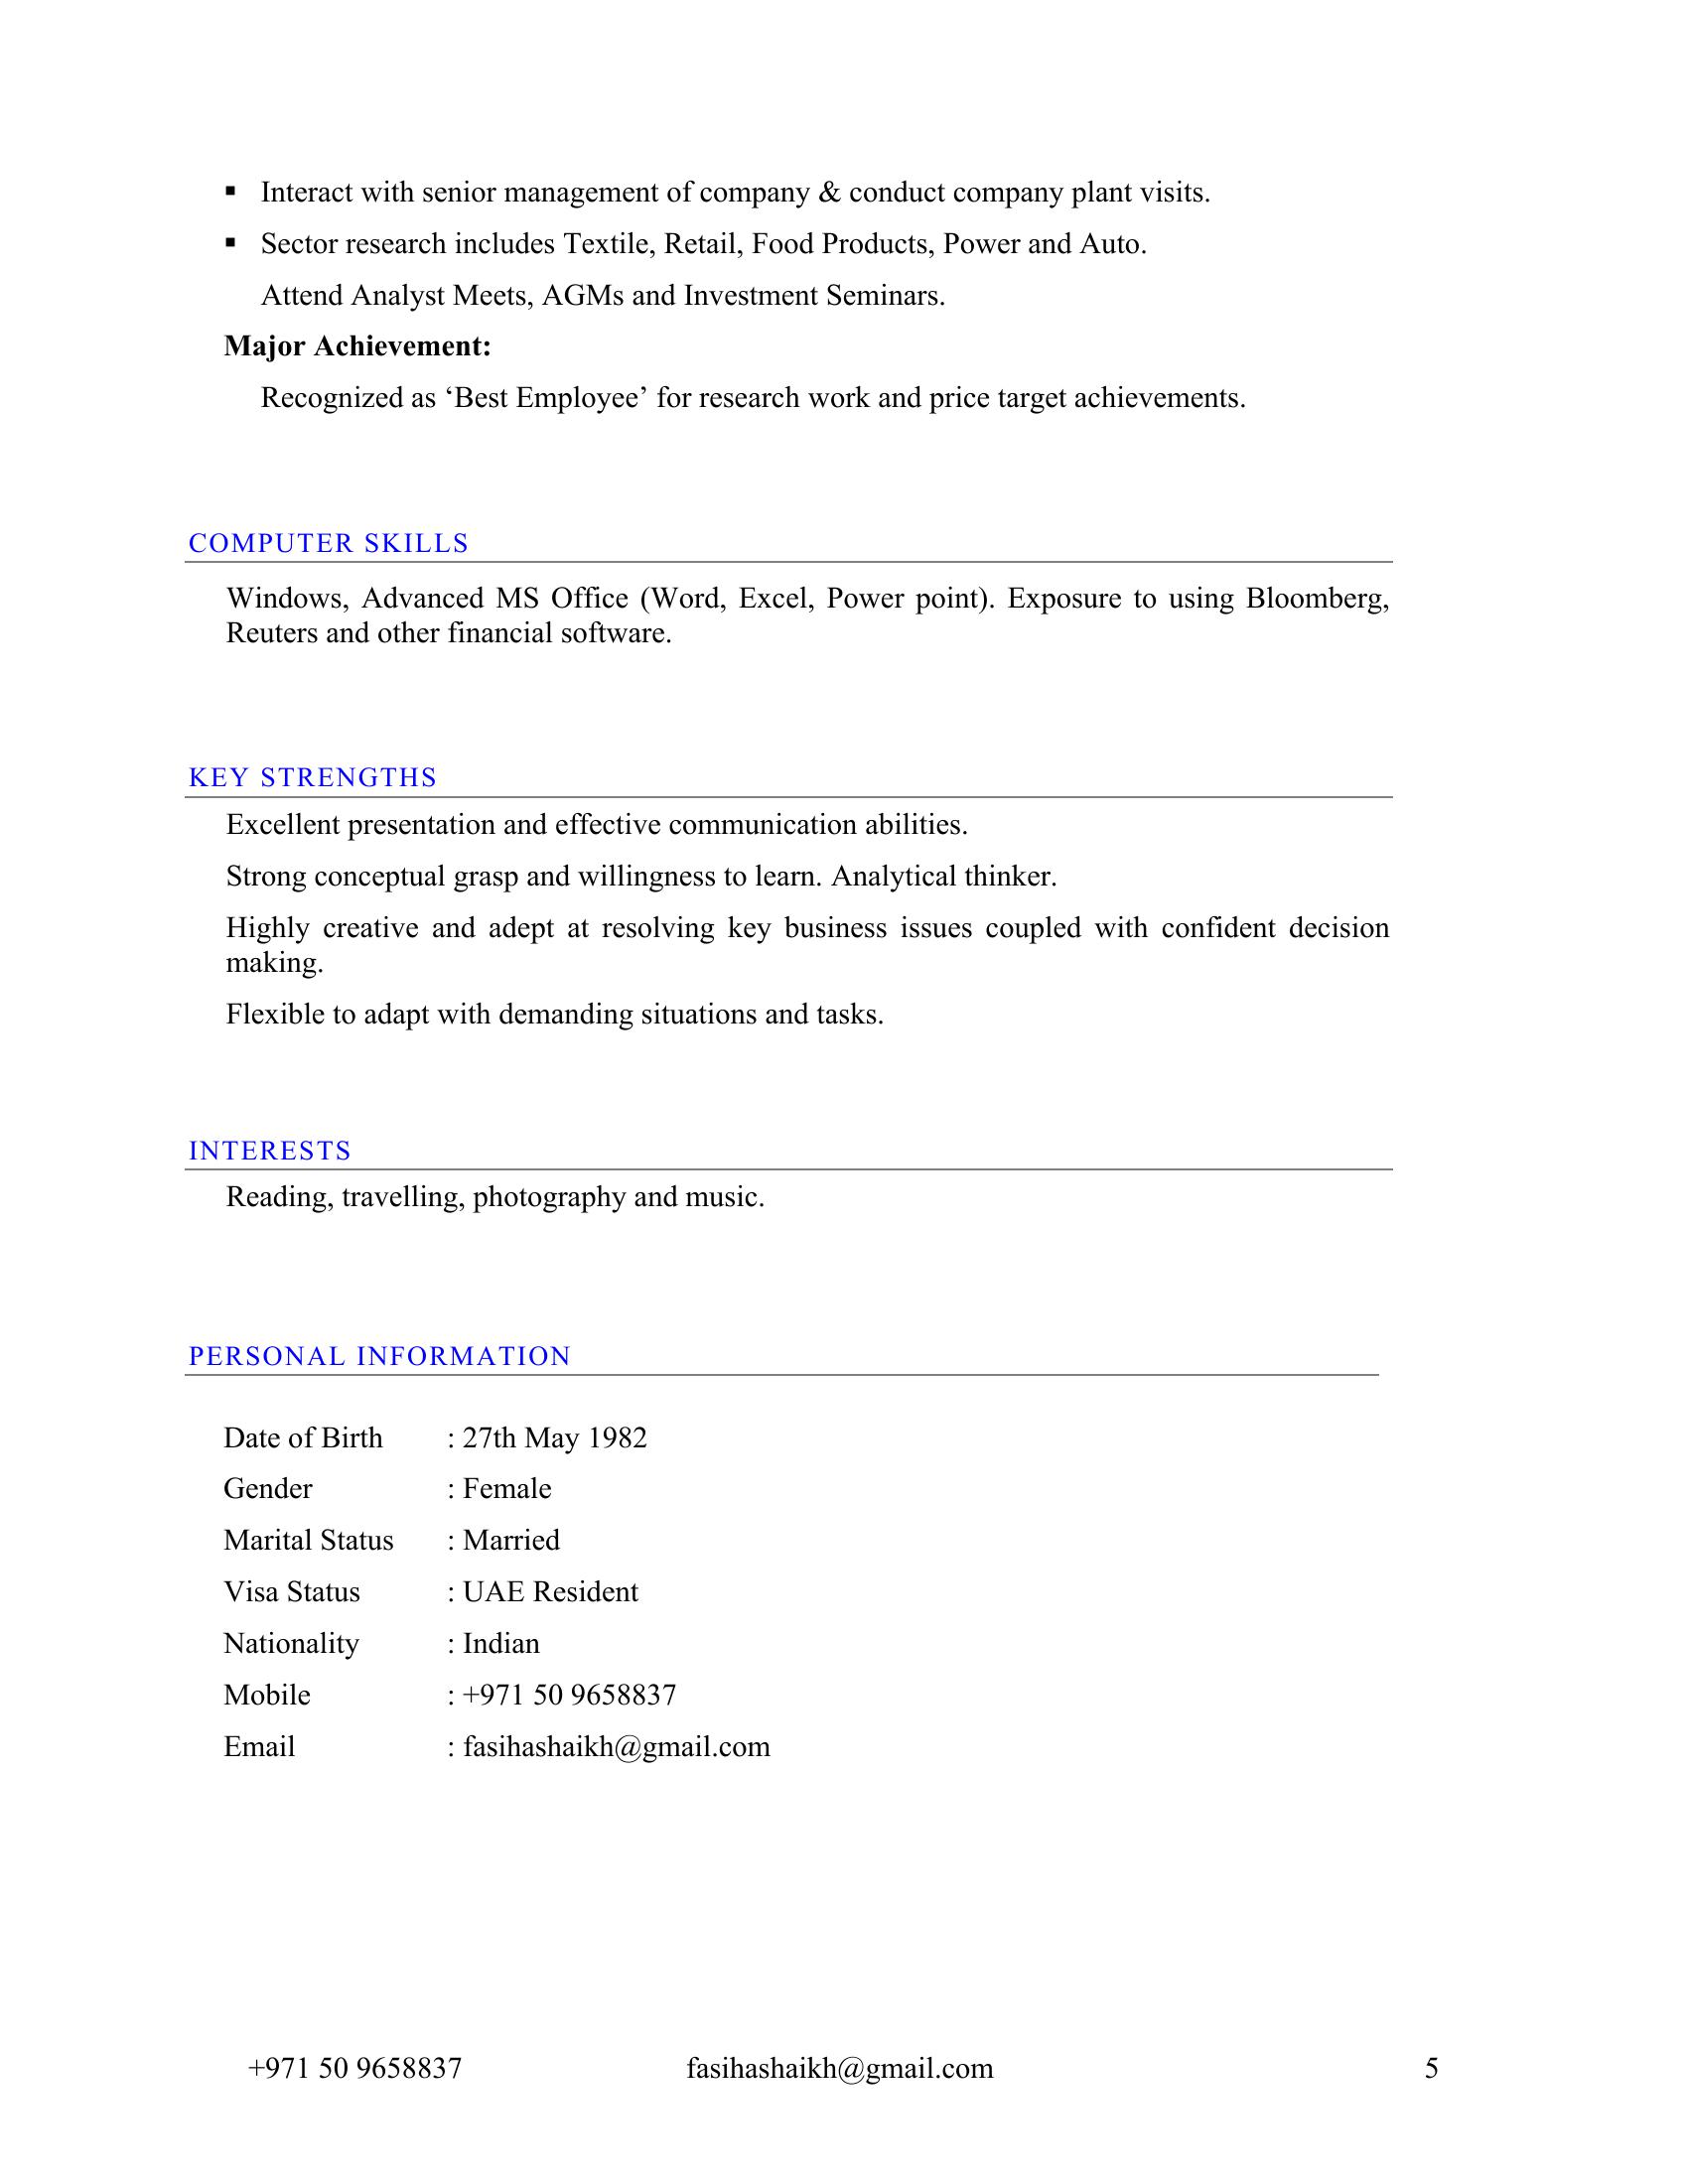 ▪ Interact with senior management of company & conduct company plant visits.
▪ Sector research includes Textile, Retail, Food Products, Power and Auto.
Attend Analyst Meets, AGMs and Investment Seminars.
Major Achievement:
Recognized as ‘Best Employee’ for research work and price target achievements.
COMPUTER SKILLS
Windows, Advanced MS Office (Word, Excel, Power point). Exposure to using Bloomberg,
Reuters and other financial software.
KEY STRENGTHS
Excellent presentation and effective communication abilities.
Strong conceptual grasp and willingness to learn. Analytical thinker.
Highly creative and adept at resolving key business issues coupled with confident decision
making.
Flexible to adapt with demanding situations and tasks.
INTERESTS
Reading, travelling, photography and music.
PERSONAL INFORMATION
Date of Birth : 27th May 1982
Gender : Female
Marital Status : Married
Visa Status : UAE Resident
Nationality : Indian
Mobile : +971 50 9658837
Email : fasihashaikh@gmail.com
+971 50 9658837 fasihashaikh@gmail.com 5